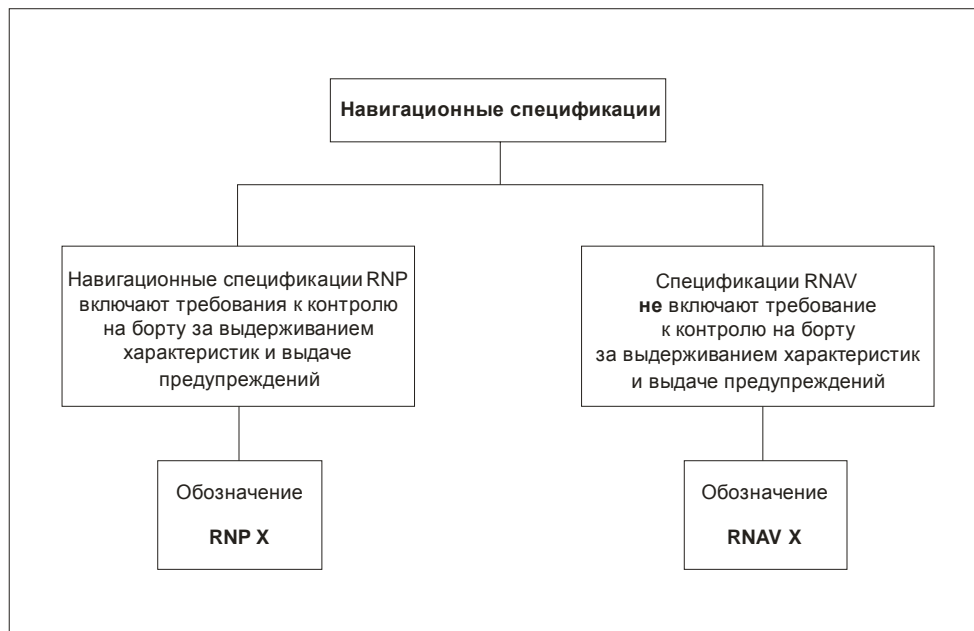 Навигационные спецификации
Навигационные спецификации RNP
включают требования к контролю
на борту за выдерживанием
характеристик и выдаче
предупреждений
Спецификации RNAV
не включают требование
к контролю на борту
за выдерживанием характеристик
и выдаче предупреждений
Обозначение
RNP X
Обозначение
RNAV X